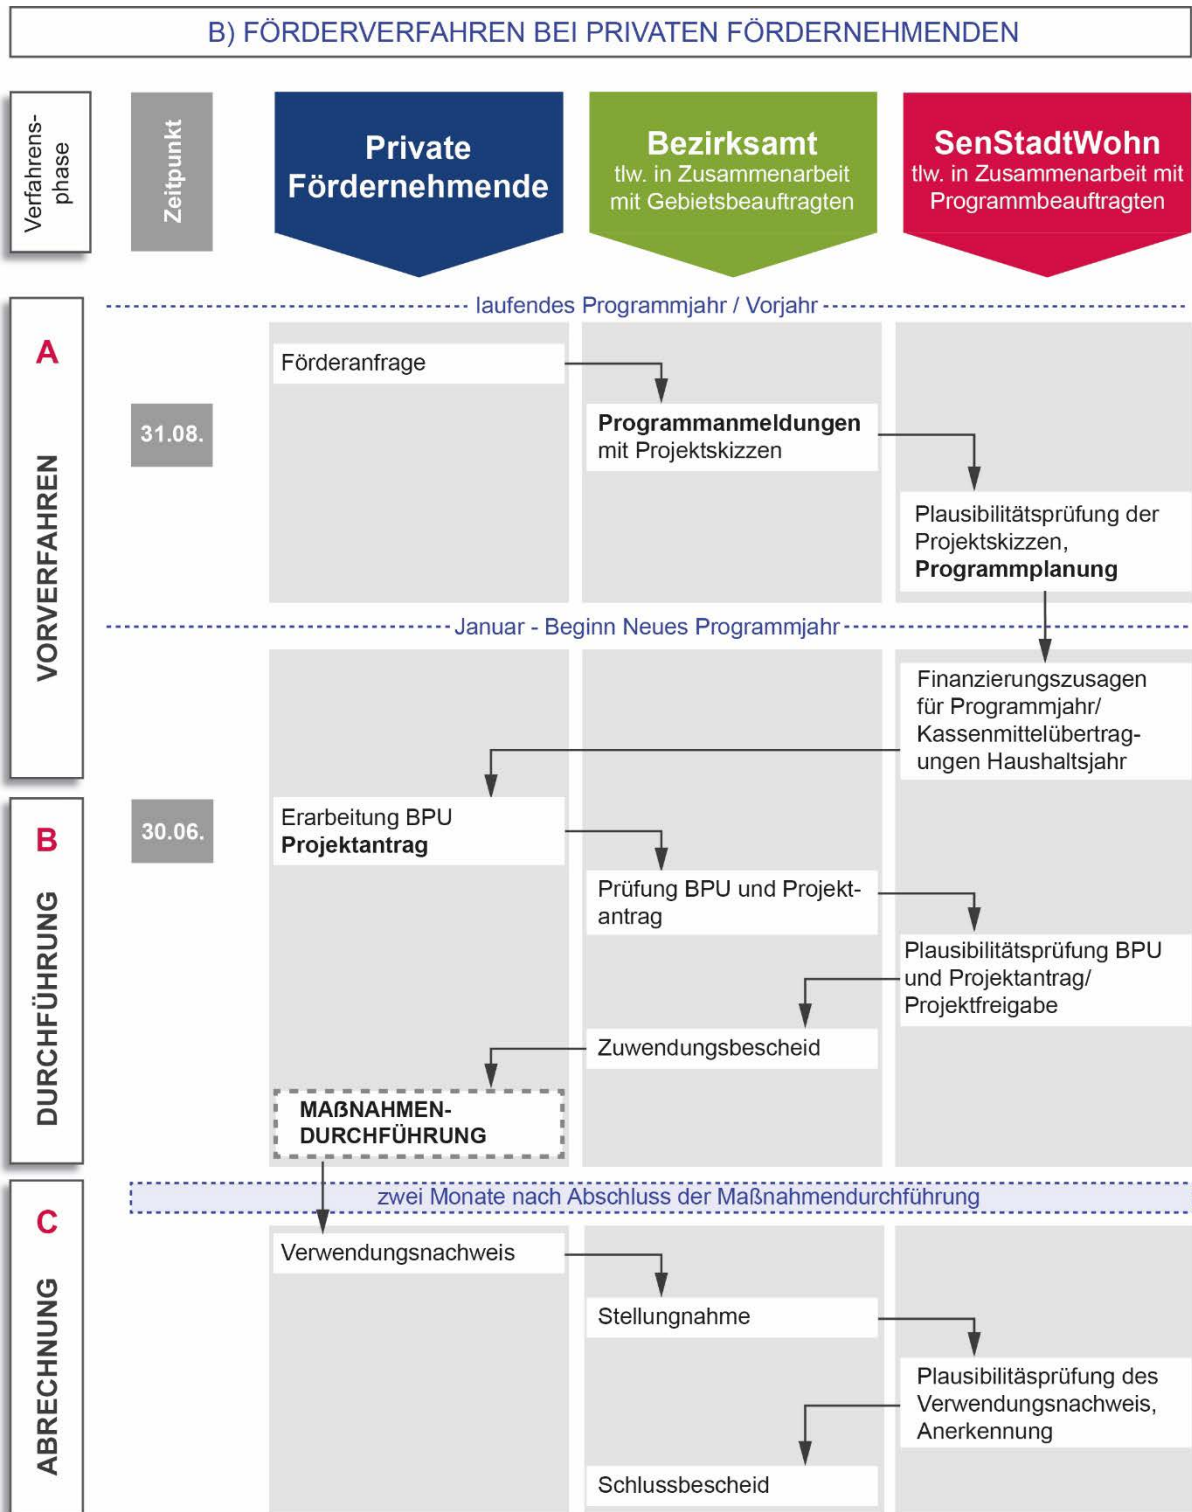 B) FÖRDERVERFAHREN BEI PRIVATEN FÖRDERNEHMENDEN
Verfahrens-
phase
Zeitpunkt
Private
Fördernehmende
Bezirksamt
tlw. in Zusammenarbeit
mit Gebietsbeauftragten
SenStadtWohn
tlw. in Zusammenarbeit mit
Programmbeauftragten
laufendes Programmjahr / Vorjahr
A
VORVERFAHREN
Förderanfrage
31.08.
Programmanmeldungen
mit Projektskizzen
Plausibilitätsprüfung der
Projektskizzen,
Programmplanung
Januar - Beginn Neues Programmjahr
Finanzierungszusagen
für Programmjahr/
Kassenmittelübertrag-
ungen Haushaltsjahr
B
DURCHFÜHRUNG
30.06.
Erarbeitung BPU
Projektantrag
Prüfung BPU und Projekt-
antrag
Plausibilitätsprüfung BPU
und Projektantrag/
Projektfreigabe
Zuwendungsbescheid
MAßNAHMEN-
DURCHFÜHRUNG
zwei Monate nach Abschluss der Maßnahmendurchführung
C
ABRECHNUNG
Verwendungsnachweis
Stellungnahme
Plausibilitäsprüfung des
Verwendungsnachweis,
Anerkennung
Schlussbescheid